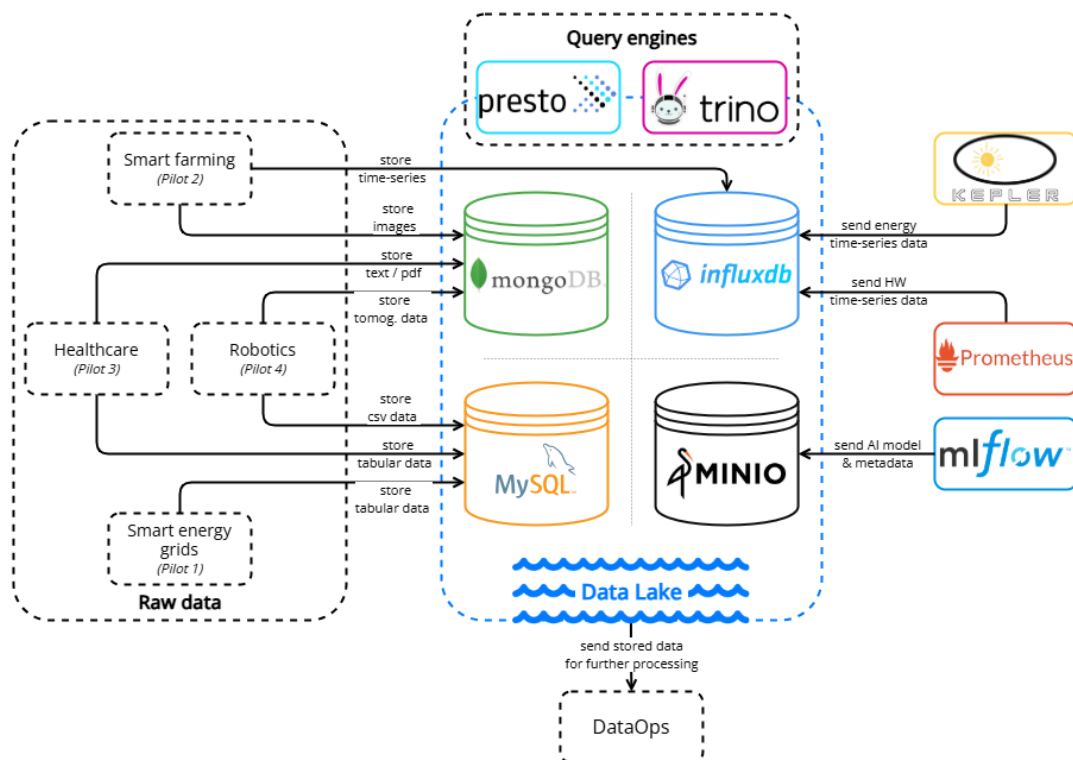 Query engines
presto
trino
Smart farming
(Pilot 2)
store
time-series
store
images
store
text / pdf
store
tomog. data
mongoDB.
influxdb
KEPLER
send energy
time-series data
send HW
time-series data
Prometheus
Healthcare
(Pilot 3)
Robotics
(Pilot 4)
store
csv data
store
tabular data
store
tabular data
MySQL™
MINIO
send AI model
& metadata
mlflow™
Smart energy
grids
(Pilot 1)
Raw data
Data Lake
send stored data
for further processing
DataOps